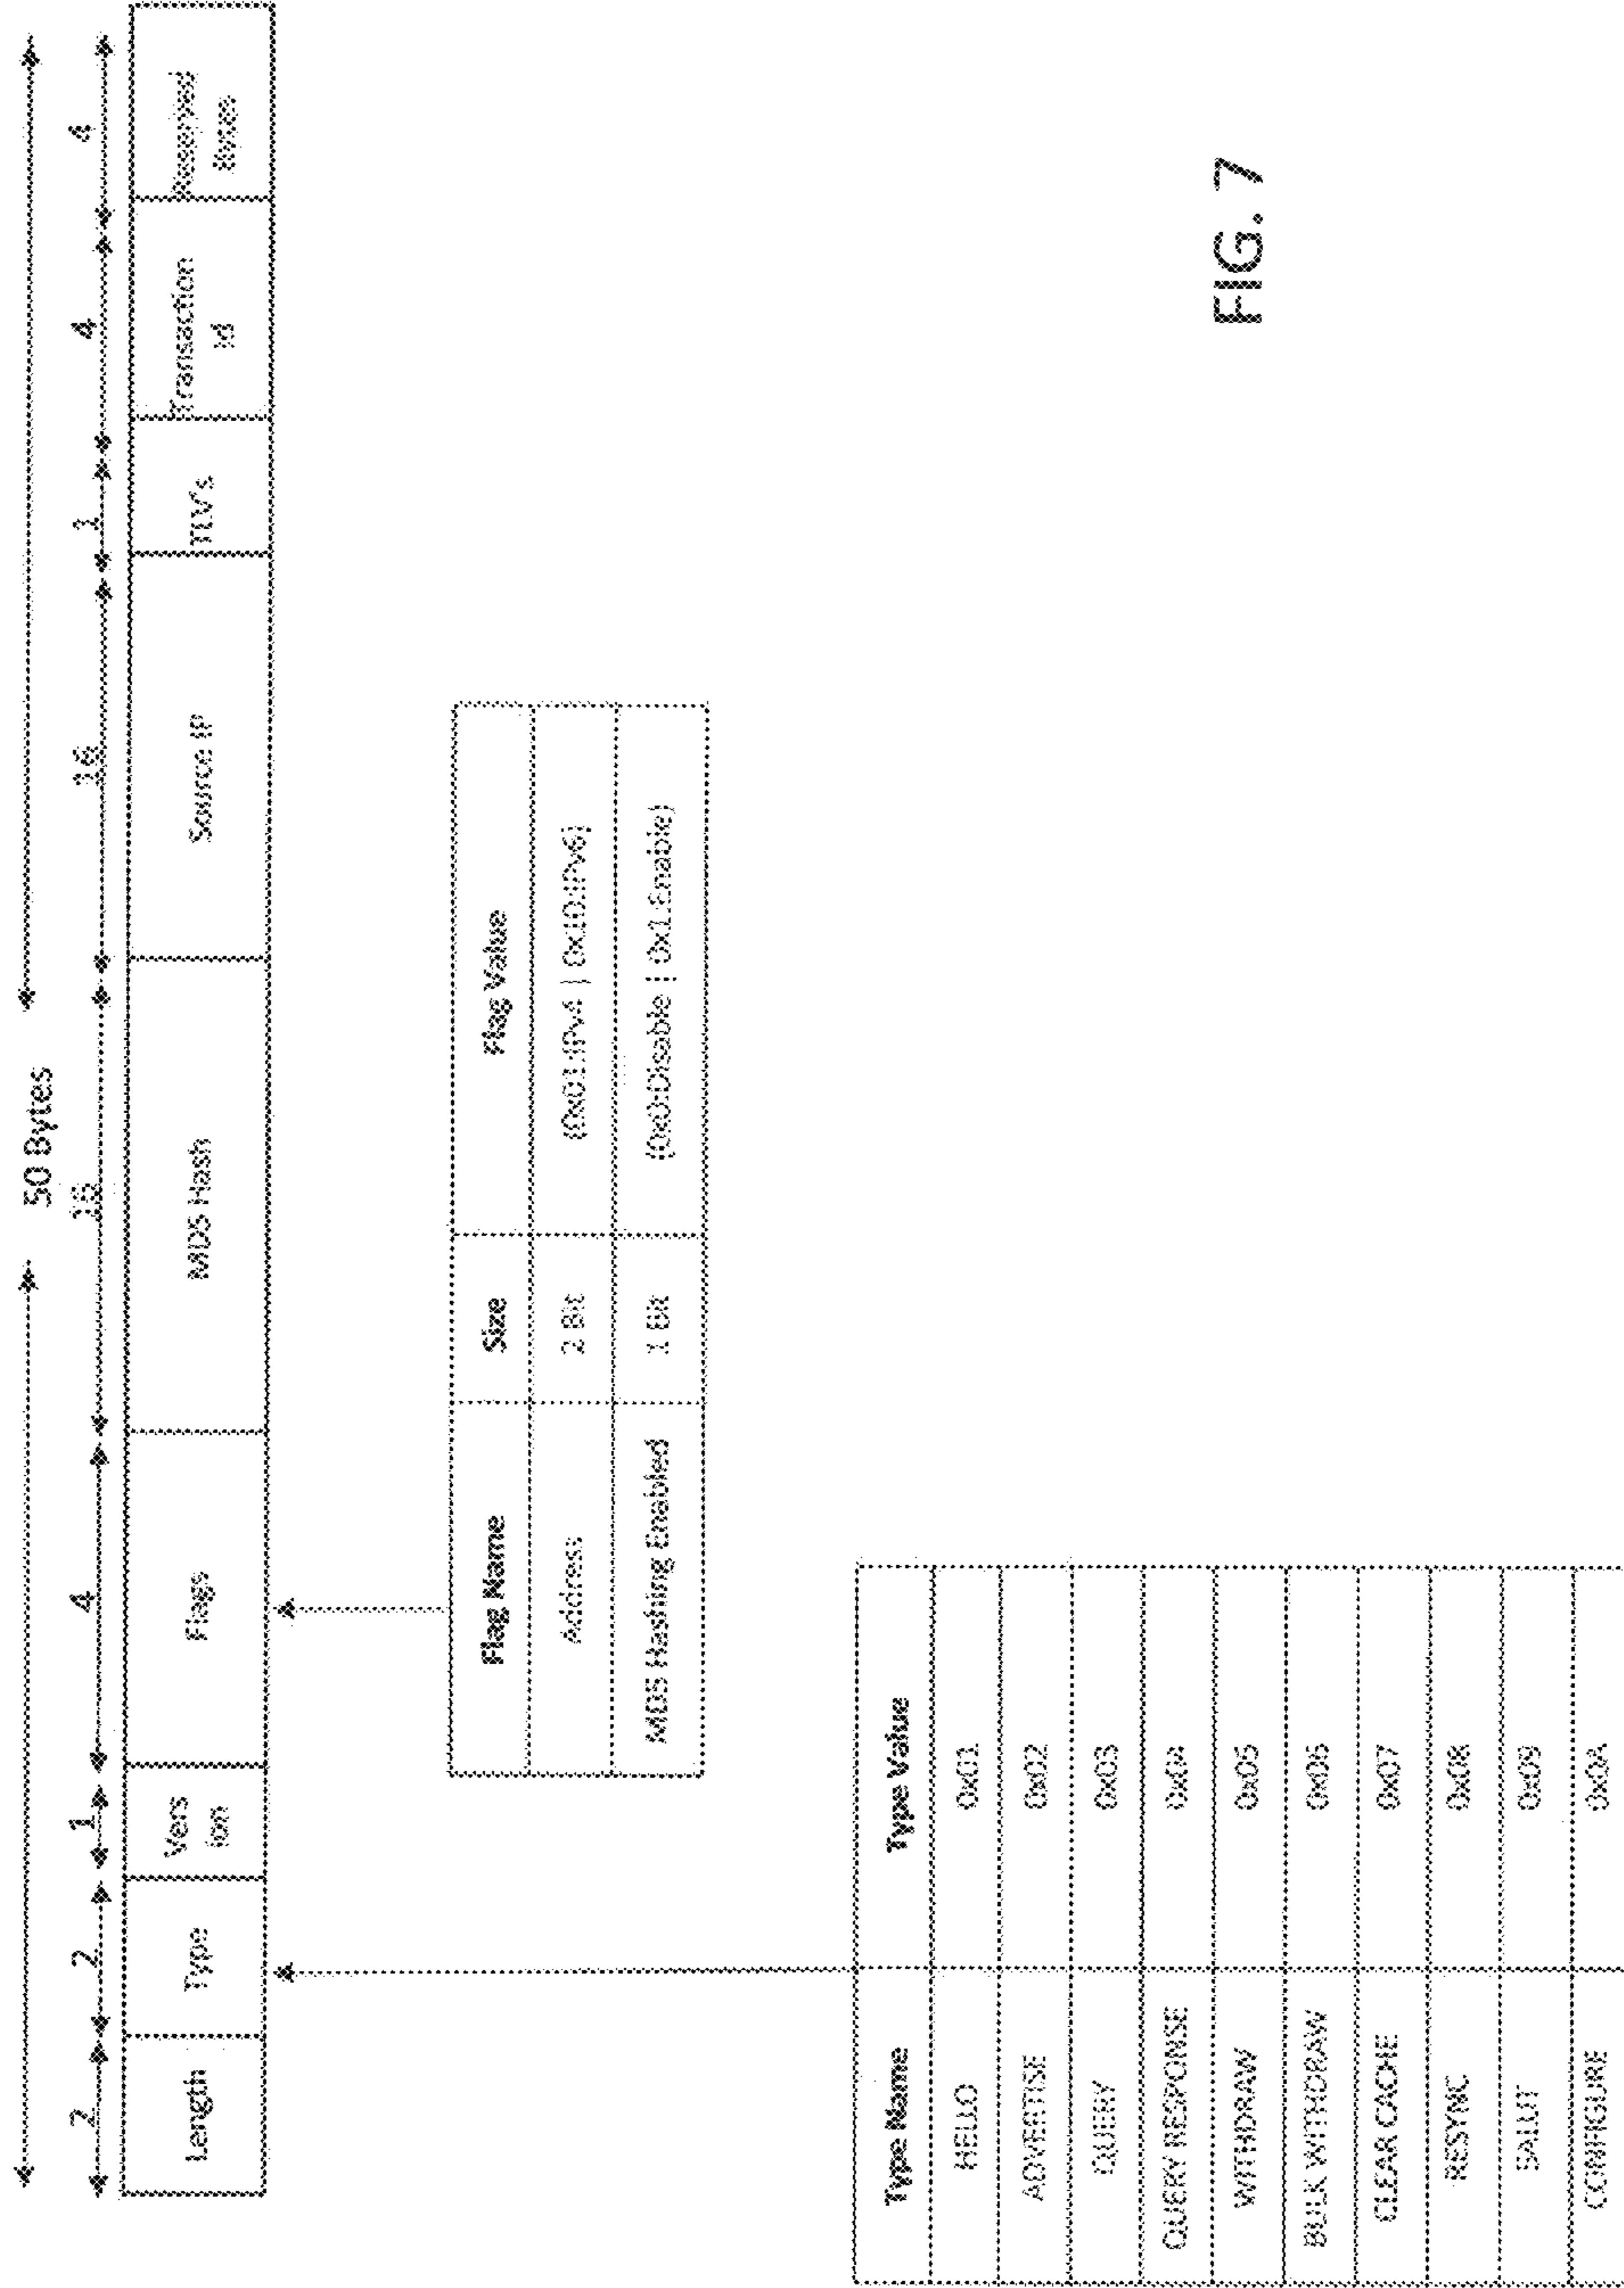 50 Bytes
2 2 1 4 16 16 1 4 4
Length Type Vers Flags MD5 Hash Source IP TLV's Transaction Reserved
ion Id Bytes
Flag Name Size Flag Value
Address 2 Bit (0x01:IPv4 | 0x10:IPv6)
MD5 Hashing Enabled 1 Bit (0x0:Disable | 0x1:Enable)
Type Name Type Value
HELLO 0x01
ADVERTISE 0x02
QUERY 0x03
QUERY RESPONSE 0x04
WITHDRAW 0x05
BULK WITHDRAW 0x06
CLEAR CACHE 0x07
RESYNC 0x08
SALUT 0x09
CONFIGURE 0x0A
FIG. 7